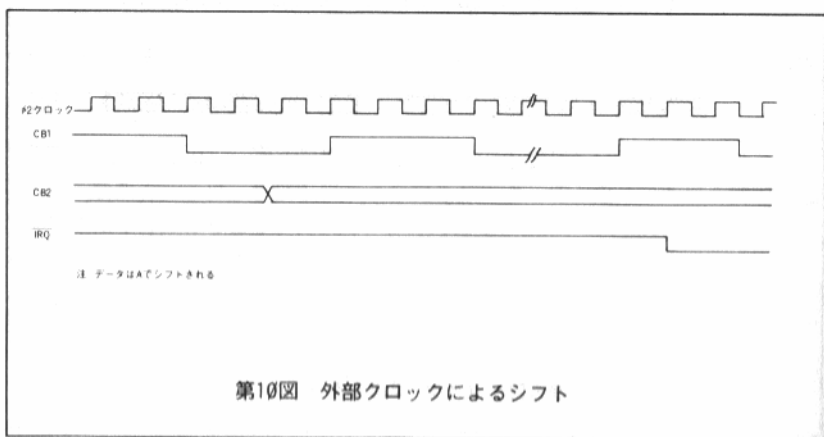 φ2クロック
CB1
CB2
IRQ
注 データはAでシフトされる
第10図 外部クロックによるシフト